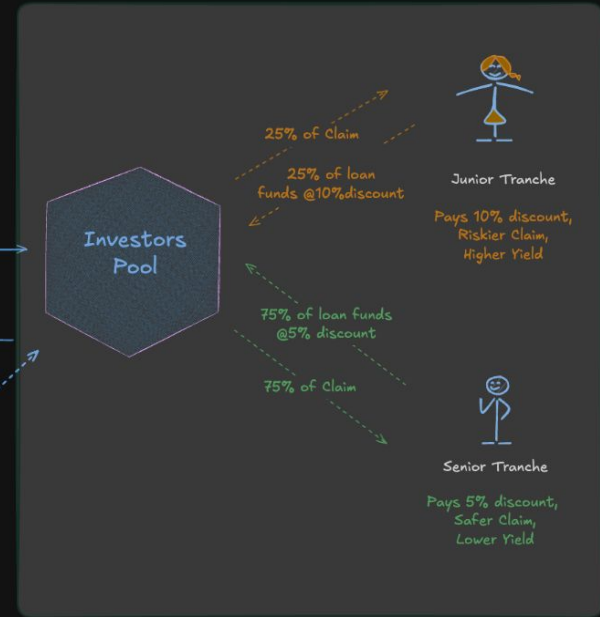 25% of Claim
25% of loan
funds @10%discount
Junior Tranche
Pays 10% discount,
Riskier Claim,
Higher Yield
Investors
Pool
75% of loan funds
@5% discount
75% of Claim
Senior Tranche
Pays 5% discount,
Safer Claim,
Lower Yield